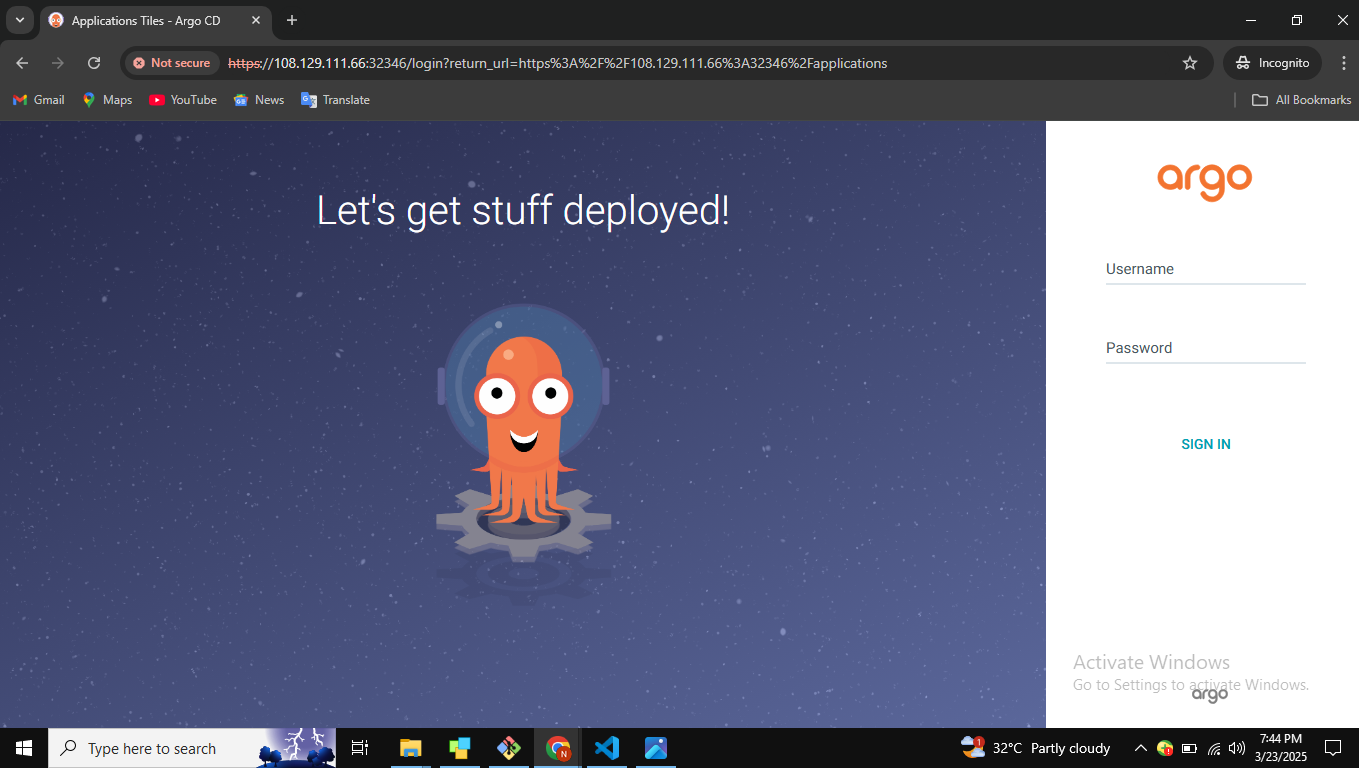 Applications Tiles - Argo CD
Not secure https://108.129.111.66:32346/login?return_url=https%3A%2F%2F108.129.111.66%3A32346%2Fapplications Incognito
Gmail Maps YouTube News Translate All Bookmarks
argo
Let's get stuff deployed!
Username
Password
SIGN IN
Activate Windows
Go to Settings to activate Windows.
argo
Type here to search 1 32°C Partly cloudy 7:44 PM
3/23/2025